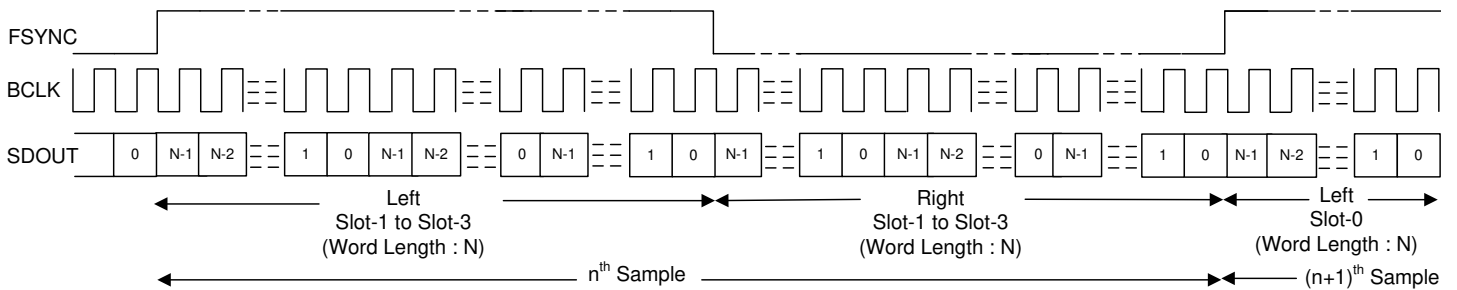 FSYNC
BCLK
SDOUT 0 N-1 N-2 1 0 N-1 N-2 0 N-1 1 0 N-1 1 0 N-1 N-2 0 N-1 1 0 N-1 N-2 1 0
Left
Slot-1 to Slot-3
(Word Length : N)
Right
Slot-1 to Slot-3
(Word Length : N)
Left
Slot-0
(Word Length : N)
nth Sample
(n+1)th Sample